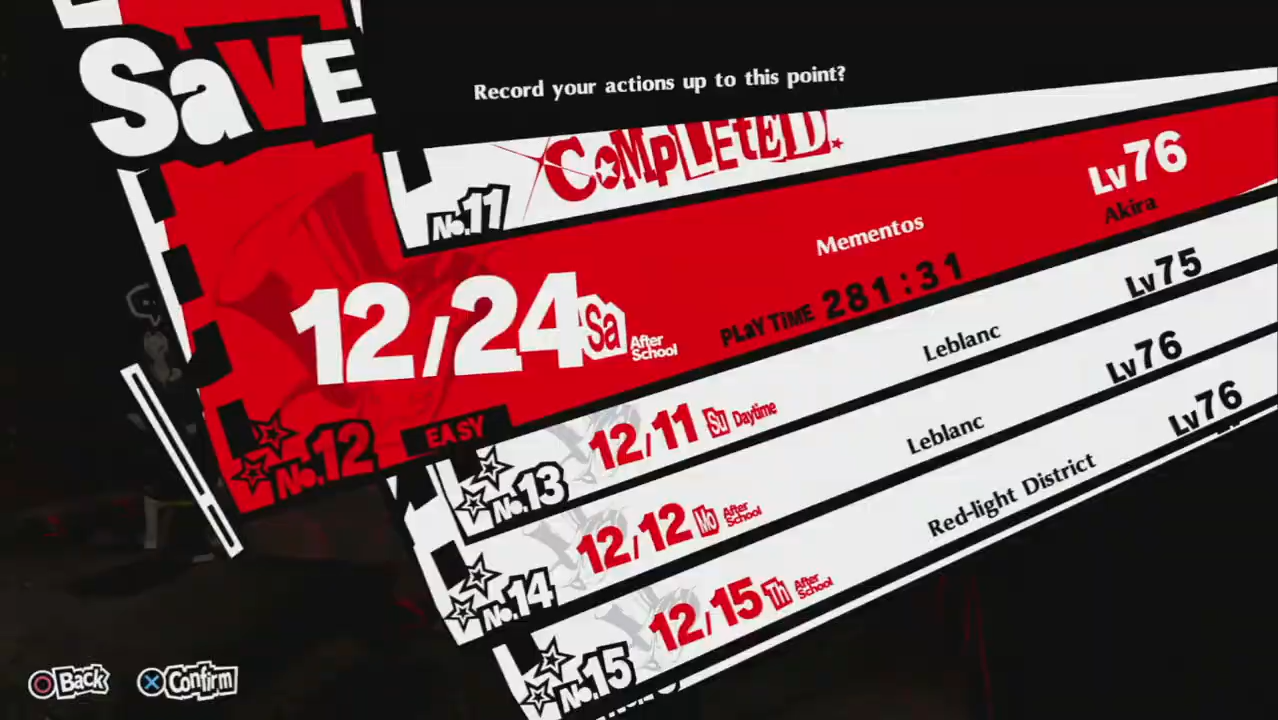 SaVE
Record your actions up to this point?
No.11
CoMPLEtED.
12/24 Sa After School
Mementos
PLaY TiME 281:31
Lv76
Akira
No.12
EASY
No.13
12/11 Su Daytime
Leblanc
Lv75
No.14
12/12 Mo After School
Leblanc
Lv76
No.15
12/15 Th After School
Red-light District
Lv76
Back
Confirm